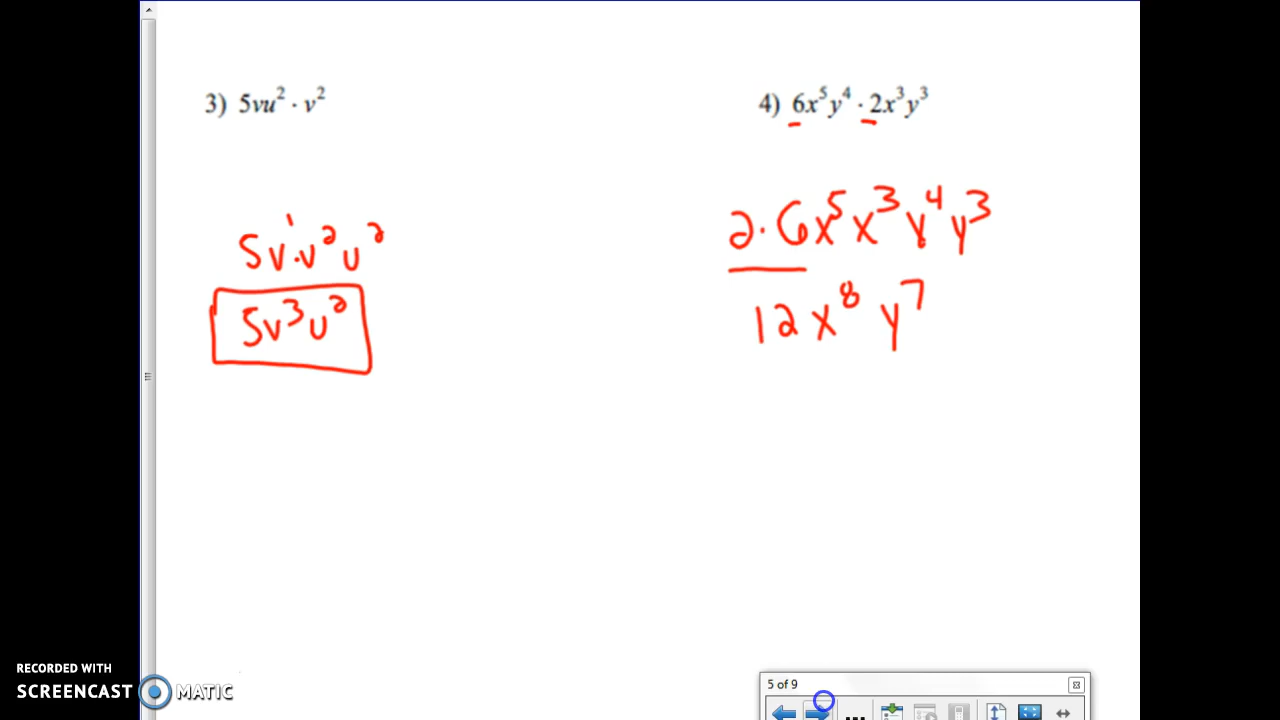 3) 5vu² · v²
5v¹·v²u²
5v³u²
4) 6x⁵y⁴ · 2x³y³
2·6x⁵x³y⁴y³
12x⁸y⁷
RECORDED WITH
SCREENCAST MATIC
5 of 9
...